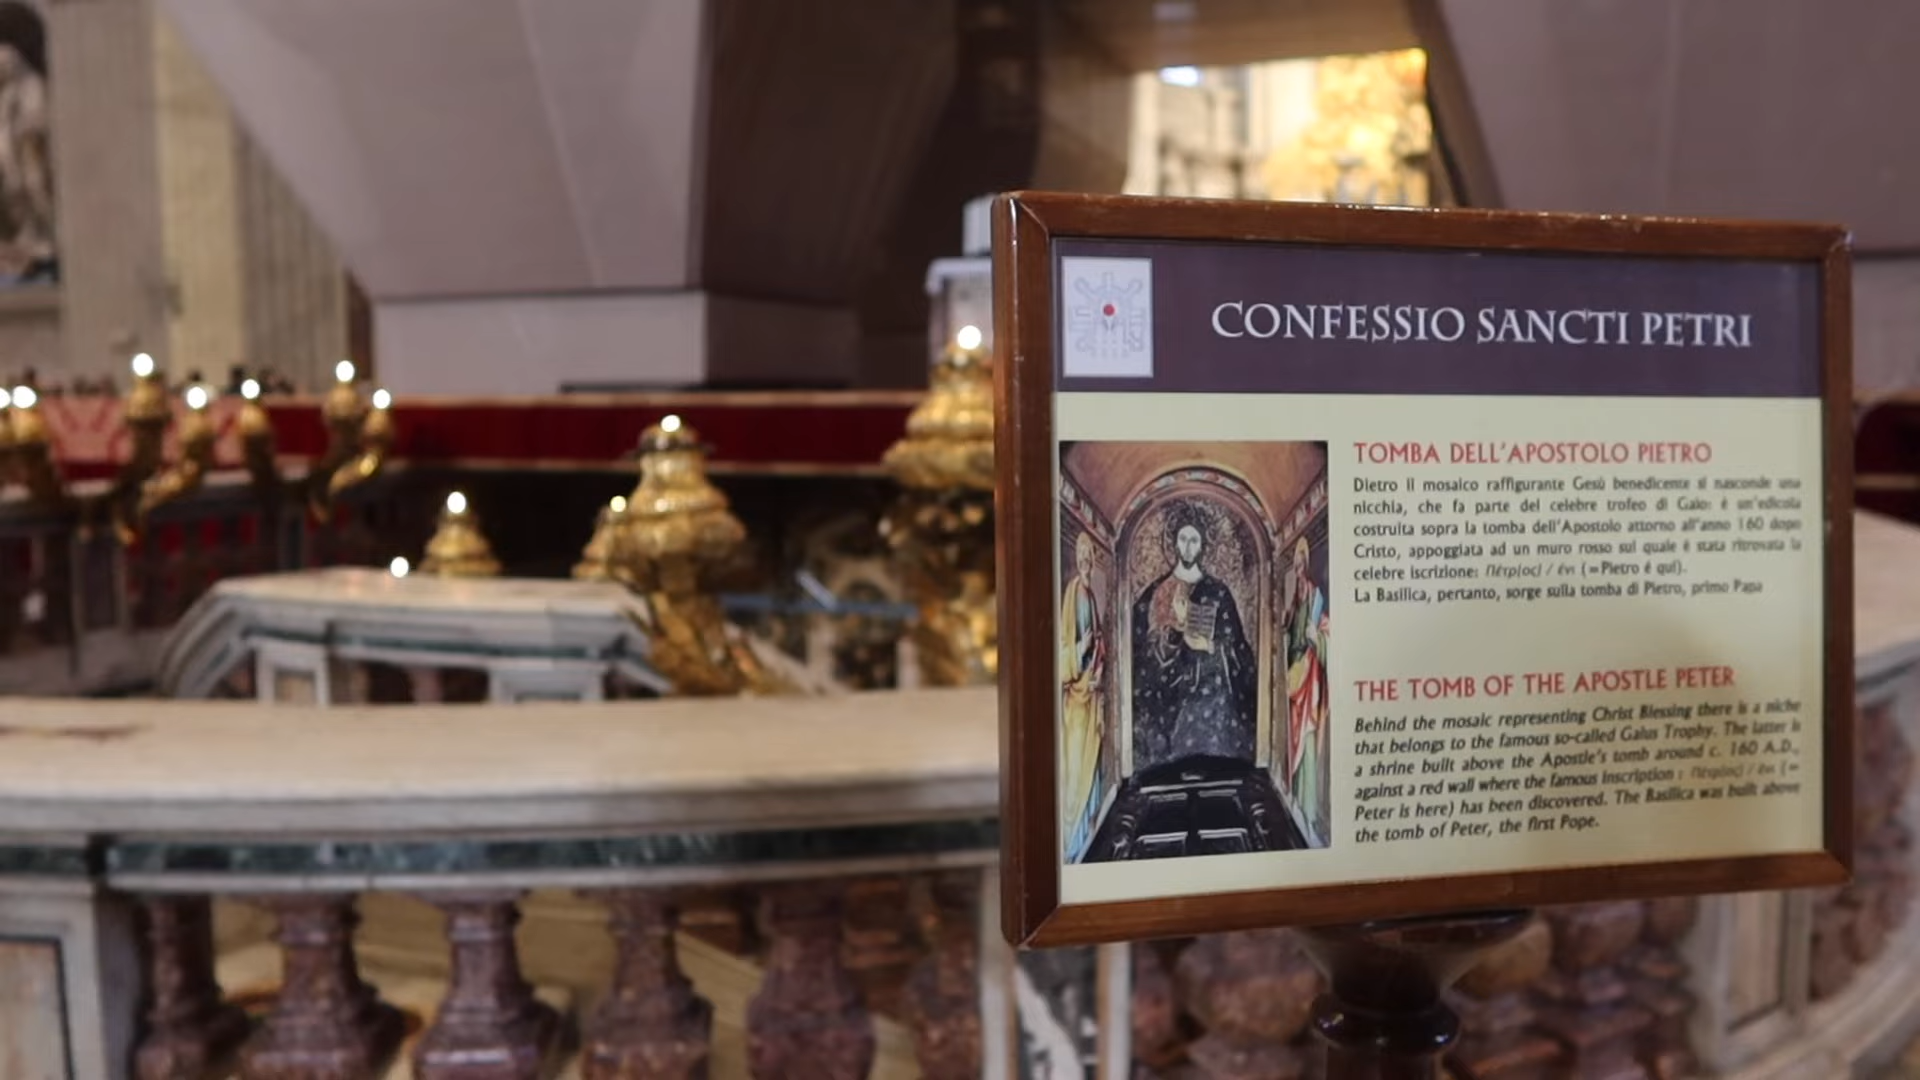 CONFESSIO SANCTI PETRI
TOMBA DELL'APOSTOLO PIETRO
Dietro il mosaico raffigurante Gesù benedicente si nasconde una
nicchia, che fa parte del celebre trofeo di Gaio: è un'edicola
costruita sopra la tomba dell'Apostolo attorno all'anno 160 dopo
Cristo, appoggiata ad un muro rosso sul quale è stata ritrovata la
celebre iscrizione: Πέτρ[ος] / ένι (=Pietro é qui).
La Basilica, pertanto, sorge sulla tomba di Pietro, primo Papa
THE TOMB OF THE APOSTLE PETER
Behind the mosaic representing Christ Blessing there is a niche
that belongs to the famous so-called Gaius Trophy. The latter is
a shrine built above the Apostle's tomb around c. 160 A.D.,
against a red wall where the famous inscription : Πέτρ[ος] / ένι (=
Peter is here) has been discovered. The Basilica was built above
the tomb of Peter, the first Pope.